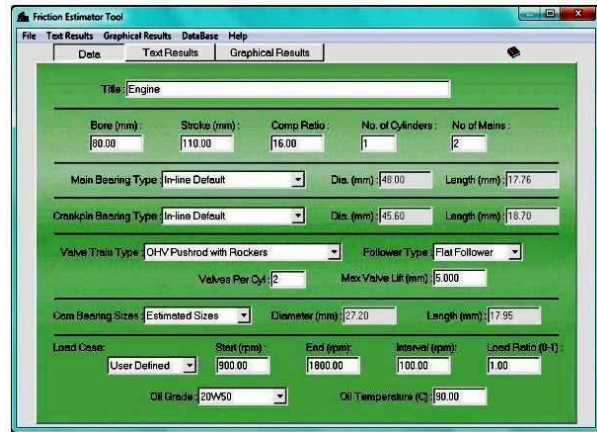 Friction Estimator Tool
File Text Results Graphical Results DataBase Help
Data Text Results Graphical Results
Title : Engine
Bore (mm) : Stroke (mm) : Comp Ratio : No. of Cylinders : No of Mains :
80.00 110.00 16.00 1 2
Main Bearing Type : In-line Default Dia. (mm) : 48.00 Length (mm) : 17.76
Crankpin Bearing Type : In-line Default Dia. (mm) : 45.60 Length (mm) : 18.70
Valve Train Type : OHV Pushrod with Rockers Follower Type : Flat Follower
Valves Per Cyl : 2 Max Valve Lift (mm) : 5.000
Cam Bearing Sizes : Estimated Sizes Diameter (mm) : 27.20 Length (mm) : 17.95
Load Case: Start (rpm) : End (rpm): Interval (rpm): Load Ratio (0-1) :
User Defined 900.00 1800.00 100.00 1.00
Oil Grade : 20W50 Oil Temperature (C) : 90.00